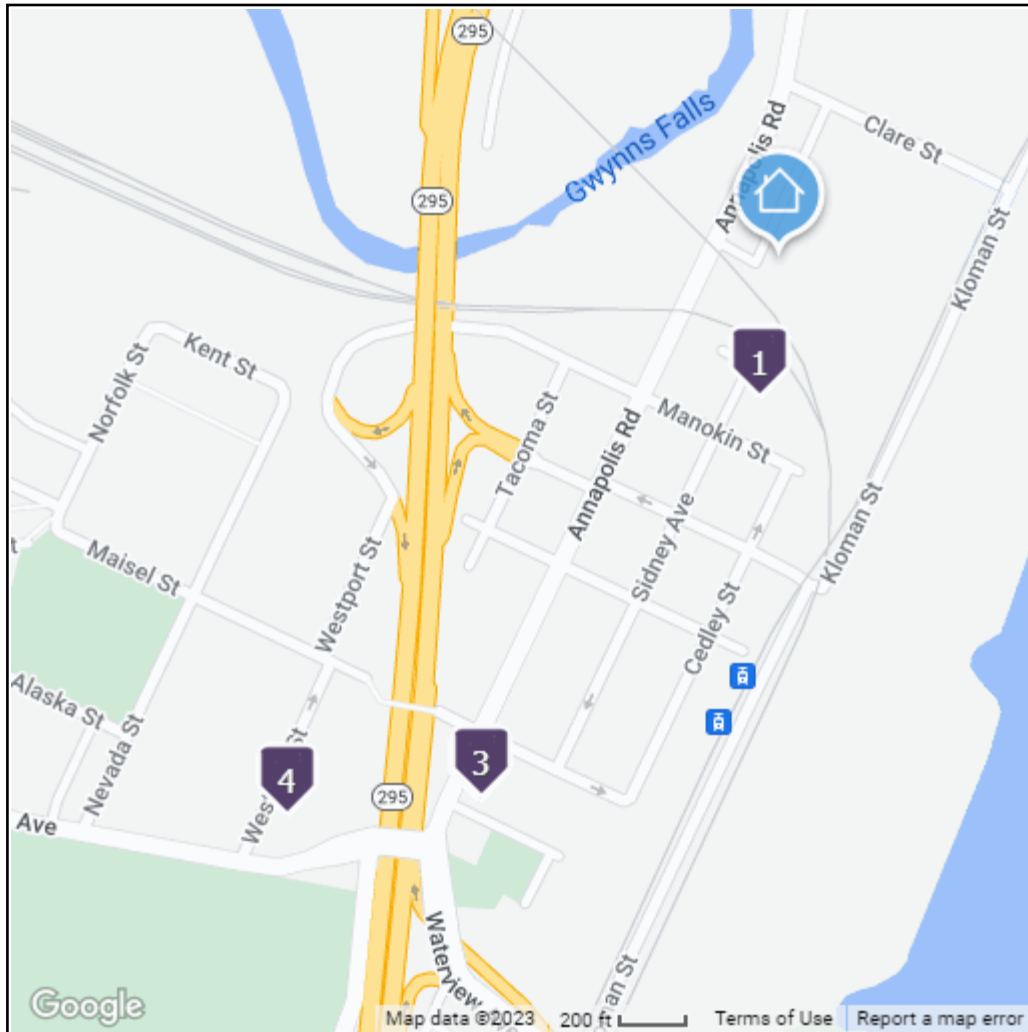 295
Annapolis Rd
Clare St
Gwynns Falls
295
Kloman St
Kent St
Norfolk St
1
Manokin St
Tacoma St
Annapolis Rd
Sidney Ave
Kloman St
Maisel St
Westport St
Cedley St
Alaska St
Nevada St
4
3
295
Ave
Waterview
Google
Map data ©2023
200 ft
Terms of Use
Report a map error